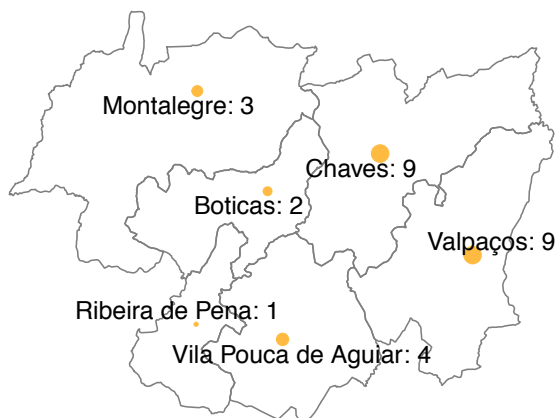 Montalegre: 3
Chaves: 9
Boticas: 2
Valpaços: 9
Ribeira de Pena: 1
Vila Pouca de Aguiar: 4